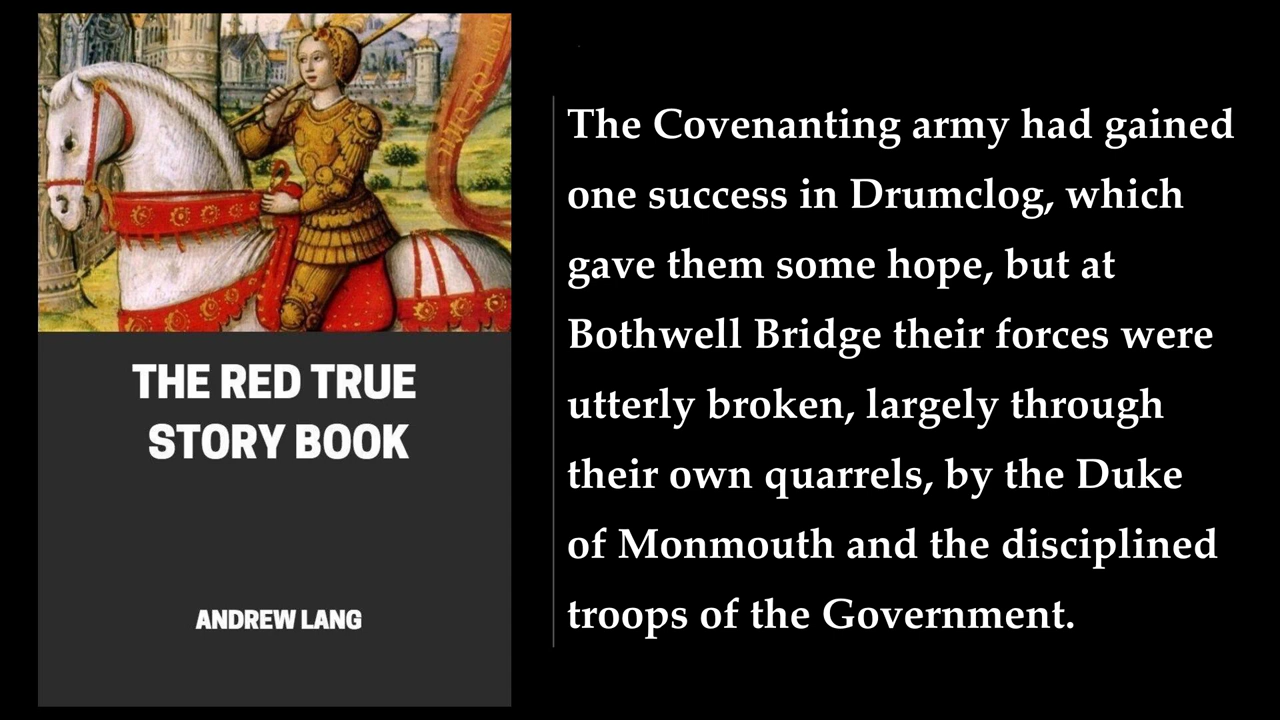 THE RED TRUE
STORY BOOK
ANDREW LANG
The Covenanting army had gained
one success in Drumclog, which
gave them some hope, but at
Bothwell Bridge their forces were
utterly broken, largely through
their own quarrels, by the Duke
of Monmouth and the disciplined
troops of the Government.